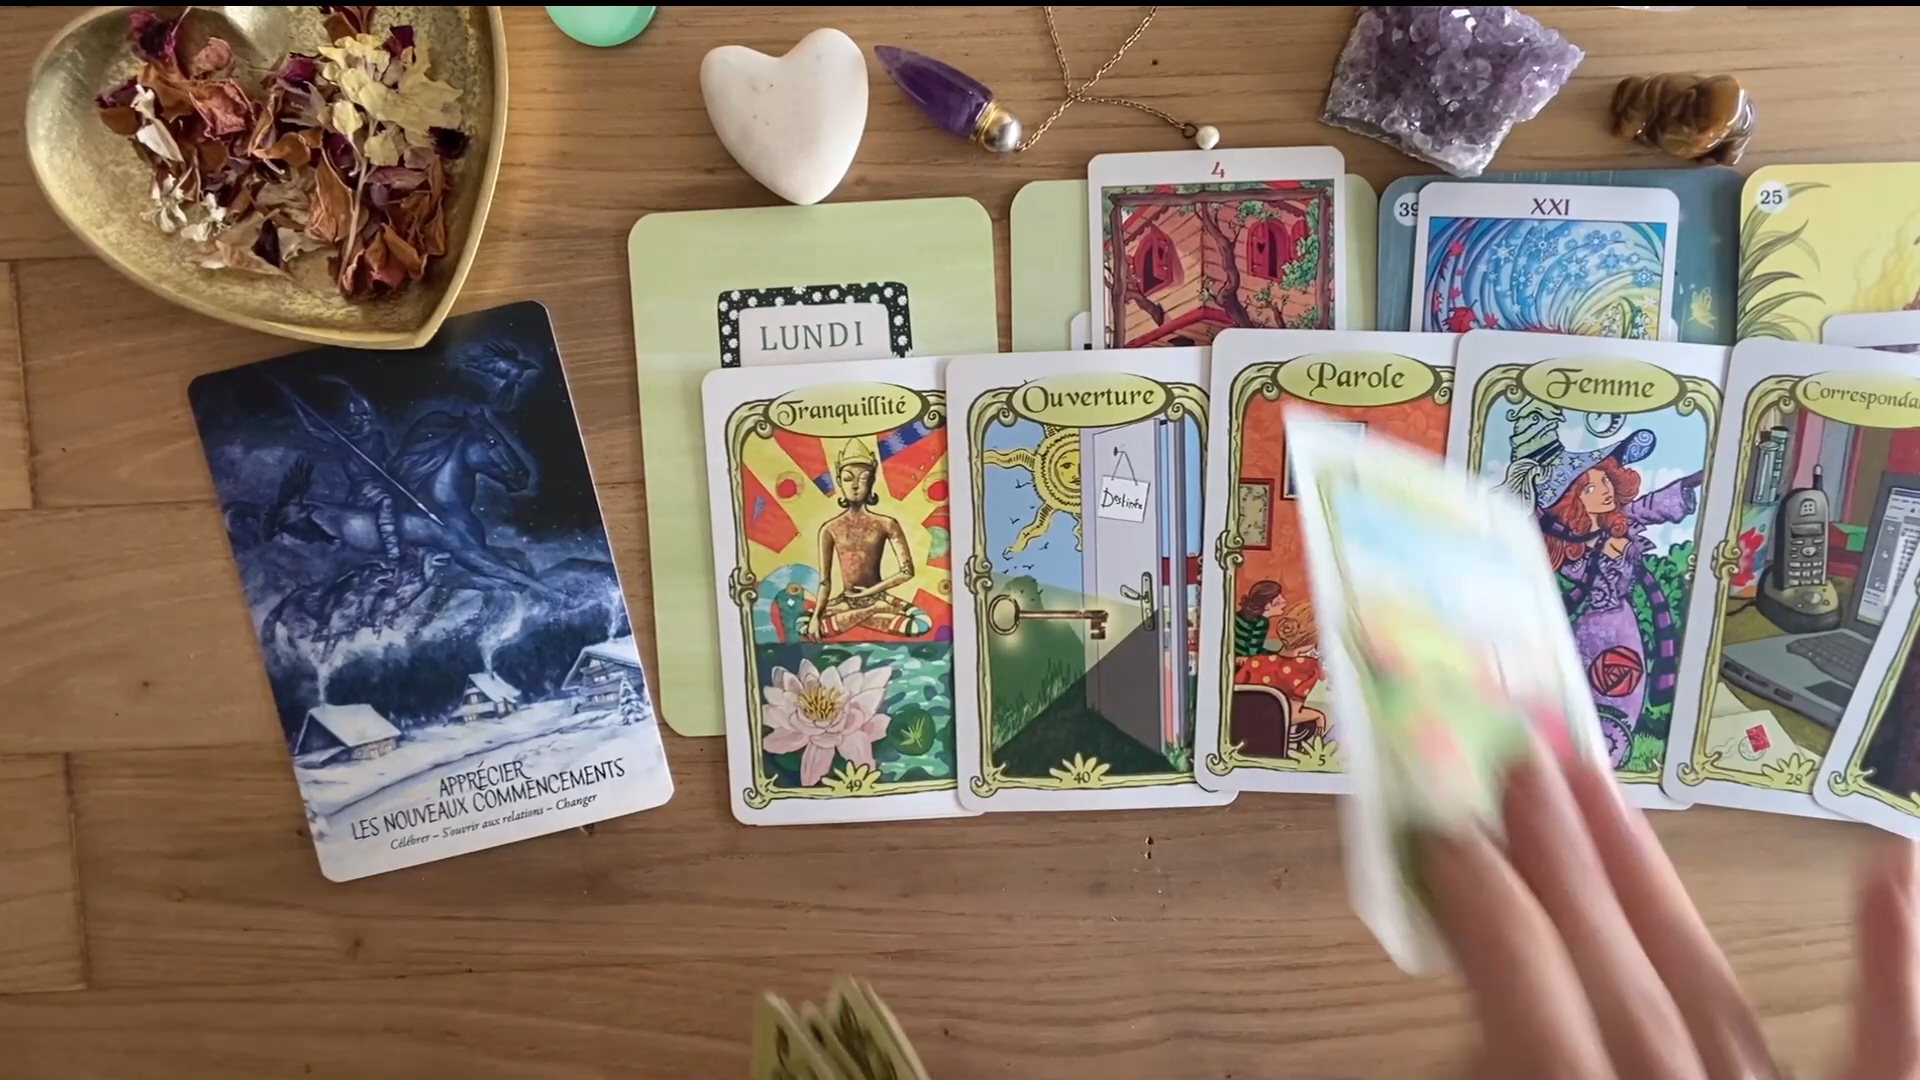 4
39
XXI
25
LUNDI
Tranquillité
Ouverture
Parole
Femme
Destinée
49
40
5
28
APPRÉCIER
LES NOUVEAUX COMMENCEMENTS
Célébrer – S'ouvrir aux relations – Changer